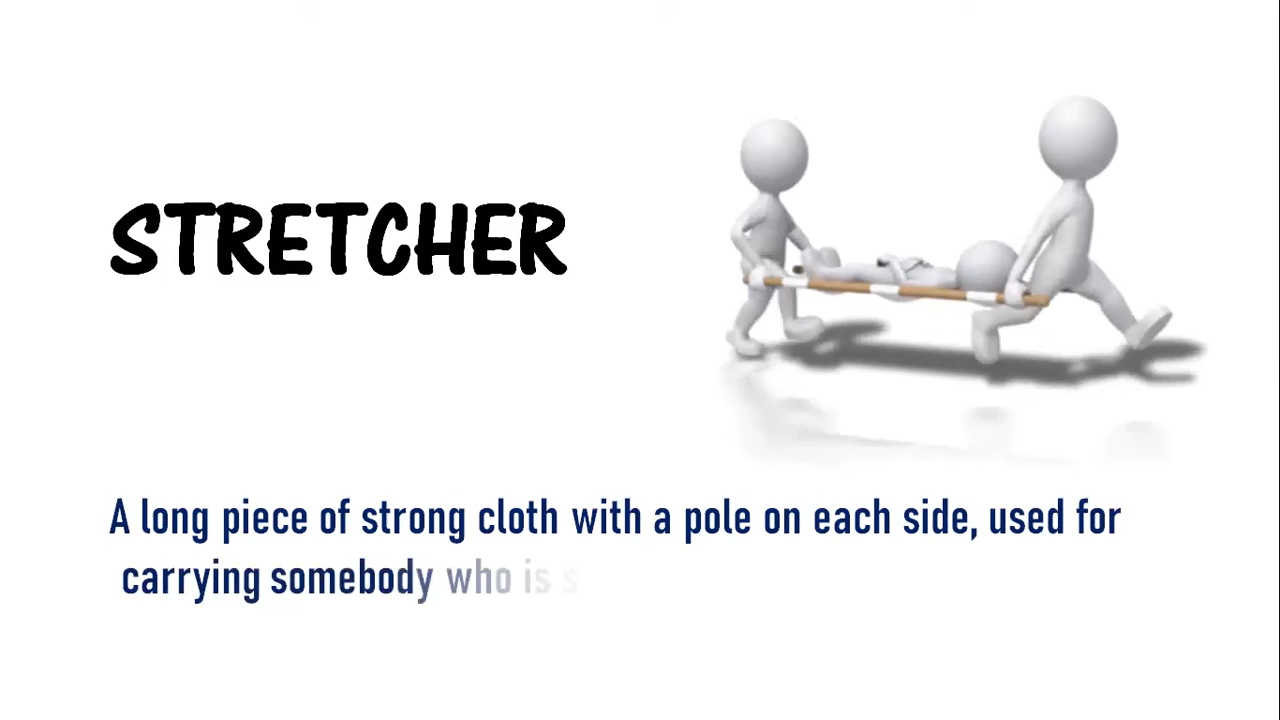 STRETCHER
A long piece of strong cloth with a pole on each side, used for
carrying somebody who is s